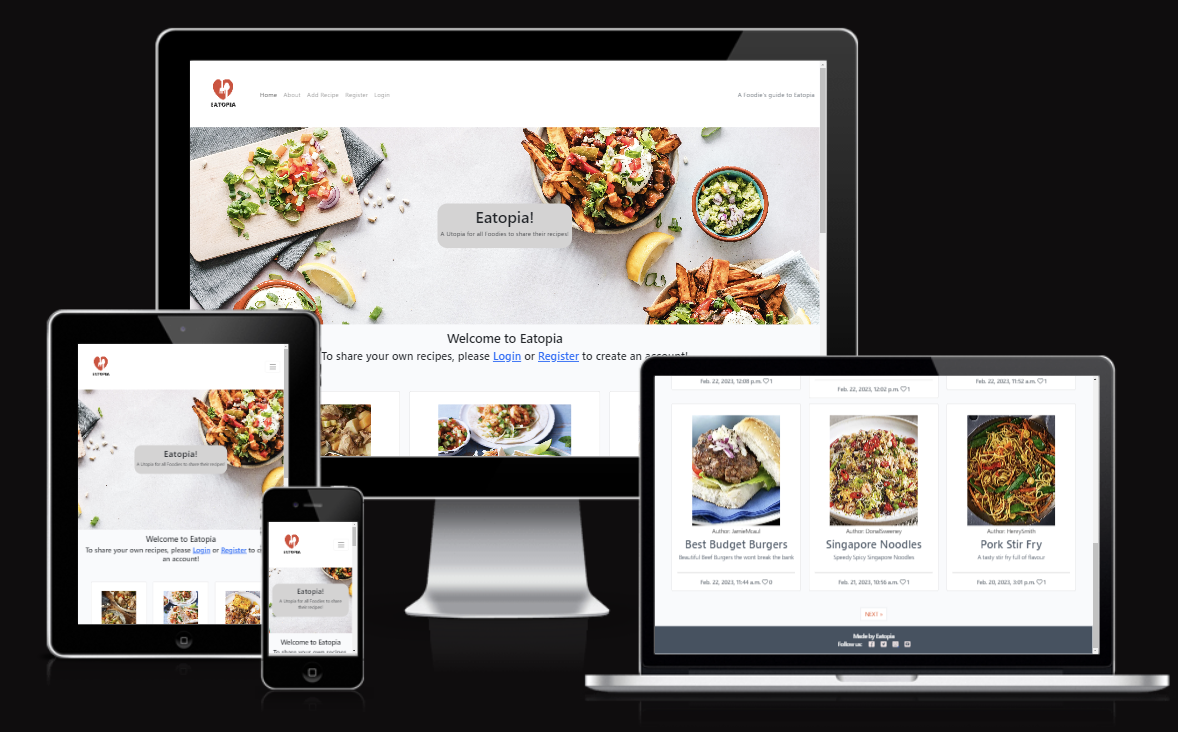 EATOPIA
Home About Add Recipe Register Login
A Foodie's guide to Eatopia
Eatopia!
A Utopia for all Foodies to share their recipes!
Welcome to Eatopia
To share your own recipes, please Login or Register to create an account!
EATOPIA
Eatopia!
A Utopia for all Foodies to share their recipes!
Welcome to Eatopia
To share your own recipes, please Login or Register to c
an account!
EATOPIA
Eatopia!
A Utopia for all Foodies to share
their recipes!
Welcome to Eatopia
To share your own recipes
Feb. 22, 2023, 12:08 p.m. ♡1
Feb. 22, 2023, 12:02 p.m. ♡1
Feb. 22, 2023, 11:52 a.m. ♡1
Author: JamieMcaul
Best Budget Burgers
Beautiful Beef Burgers the wont break the bank
Feb. 22, 2023, 11:44 a.m. ♡0
Author: DonalSweeney
Singapore Noodles
Speedy Spicy Singapore Noodles
Feb. 21, 2023, 10:56 a.m. ♡1
Author: HenrySmith
Pork Stir Fry
A tasty stir fry full of flavour
Feb. 20, 2023, 3:01 p.m. ♡1
NEXT »
Made by Eatopia
Follow us: